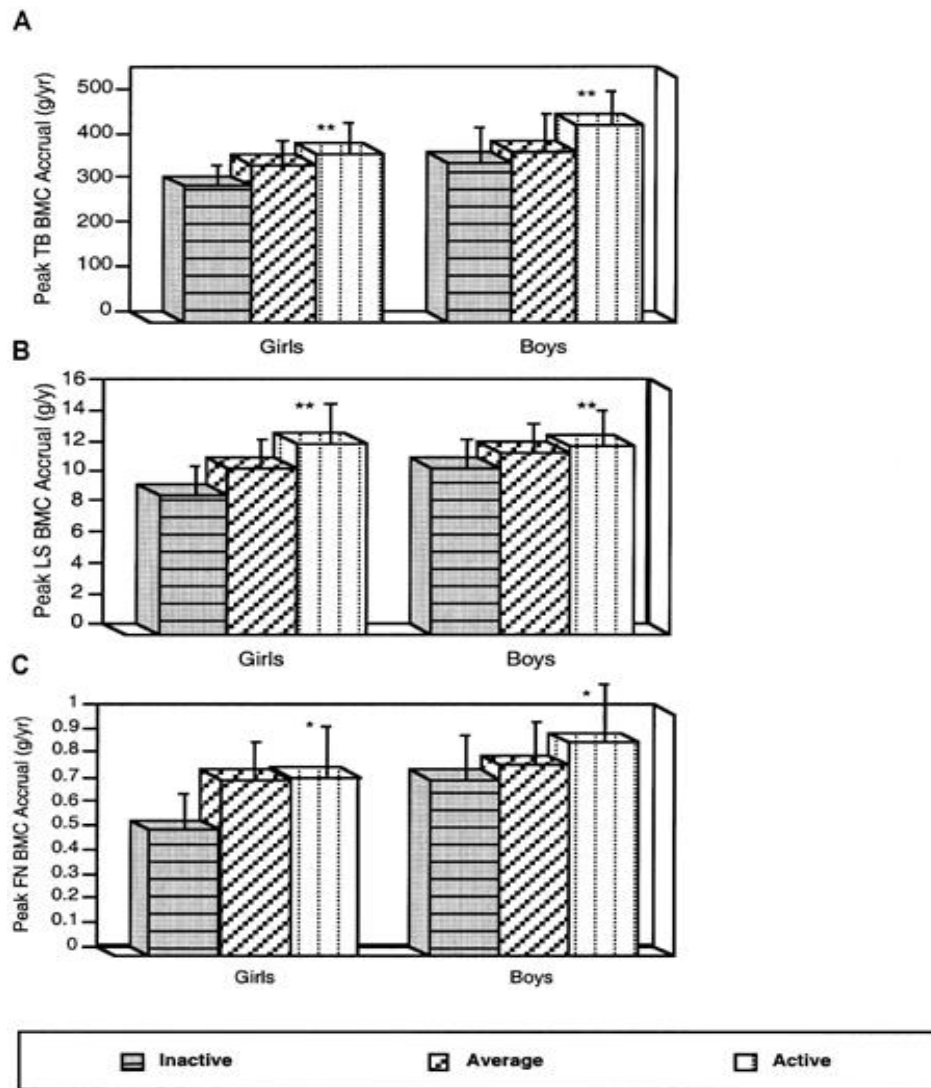 A
Peak TB BMC Accrual (g/yr)
500
400
300
200
100
0
**
**
Girls
Boys
B
Peak LS BMC Accrual (g/y)
16
14
12
10
8
6
4
2
0
**
**
Girls
Boys
C
Peak FN BMC Accrual (g/yr)
1
0.9
0.8
0.7
0.6
0.5
0.4
0.3
0.2
0.1
0
*
*
Girls
Boys
Inactive Average Active